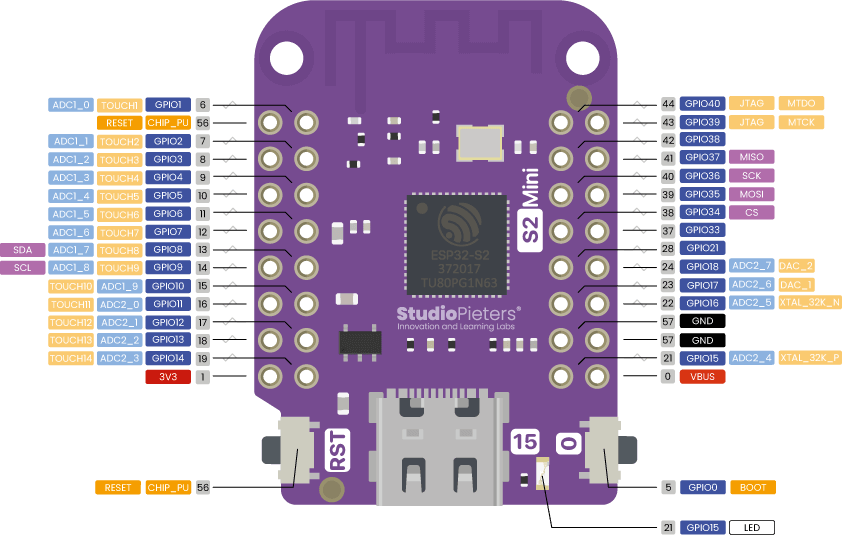 ADC1_0 TOUCH1 GPIO1 6
RESET CHIP_PU 56
ADC1_1 TOUCH2 GPIO2 7
ADC1_2 TOUCH3 GPIO3 8
ADC1_3 TOUCH4 GPIO4 9
ADC1_4 TOUCH5 GPIO5 10
ADC1_5 TOUCH6 GPIO6 11
ADC1_6 TOUCH7 GPIO7 12
SDA ADC1_7 TOUCH8 GPIO8 13
SCL ADC1_8 TOUCH9 GPIO9 14
TOUCH10 ADC1_9 GPIO10 15
TOUCH11 ADC2_0 GPIO11 16
TOUCH12 ADC2_1 GPIO12 17
TOUCH13 ADC2_2 GPIO13 18
TOUCH14 ADC2_3 GPIO14 19
3V3 1
RESET CHIP_PU 56
S2 Mini
ESP32-S2
372017
TU80PG1N63
StudioPieters®
Innovation and Learning Labs
RST
15
0
44 GPIO40 JTAG MTDO
43 GPIO39 JTAG MTCK
42 GPIO38
41 GPIO37 MISO
40 GPIO36 SCK
39 GPIO35 MOSI
38 GPIO34 CS
37 GPIO33
28 GPIO21
24 GPIO18 ADC2_7 DAC_2
23 GPIO17 ADC2_6 DAC_1
22 GPIO16 ADC2_5 XTAL_32K_N
57 GND
57 GND
21 GPIO15 ADC2_4 XTAL_32K_P
0 VBUS
5 GPIO0 BOOT
21 GPIO15 LED